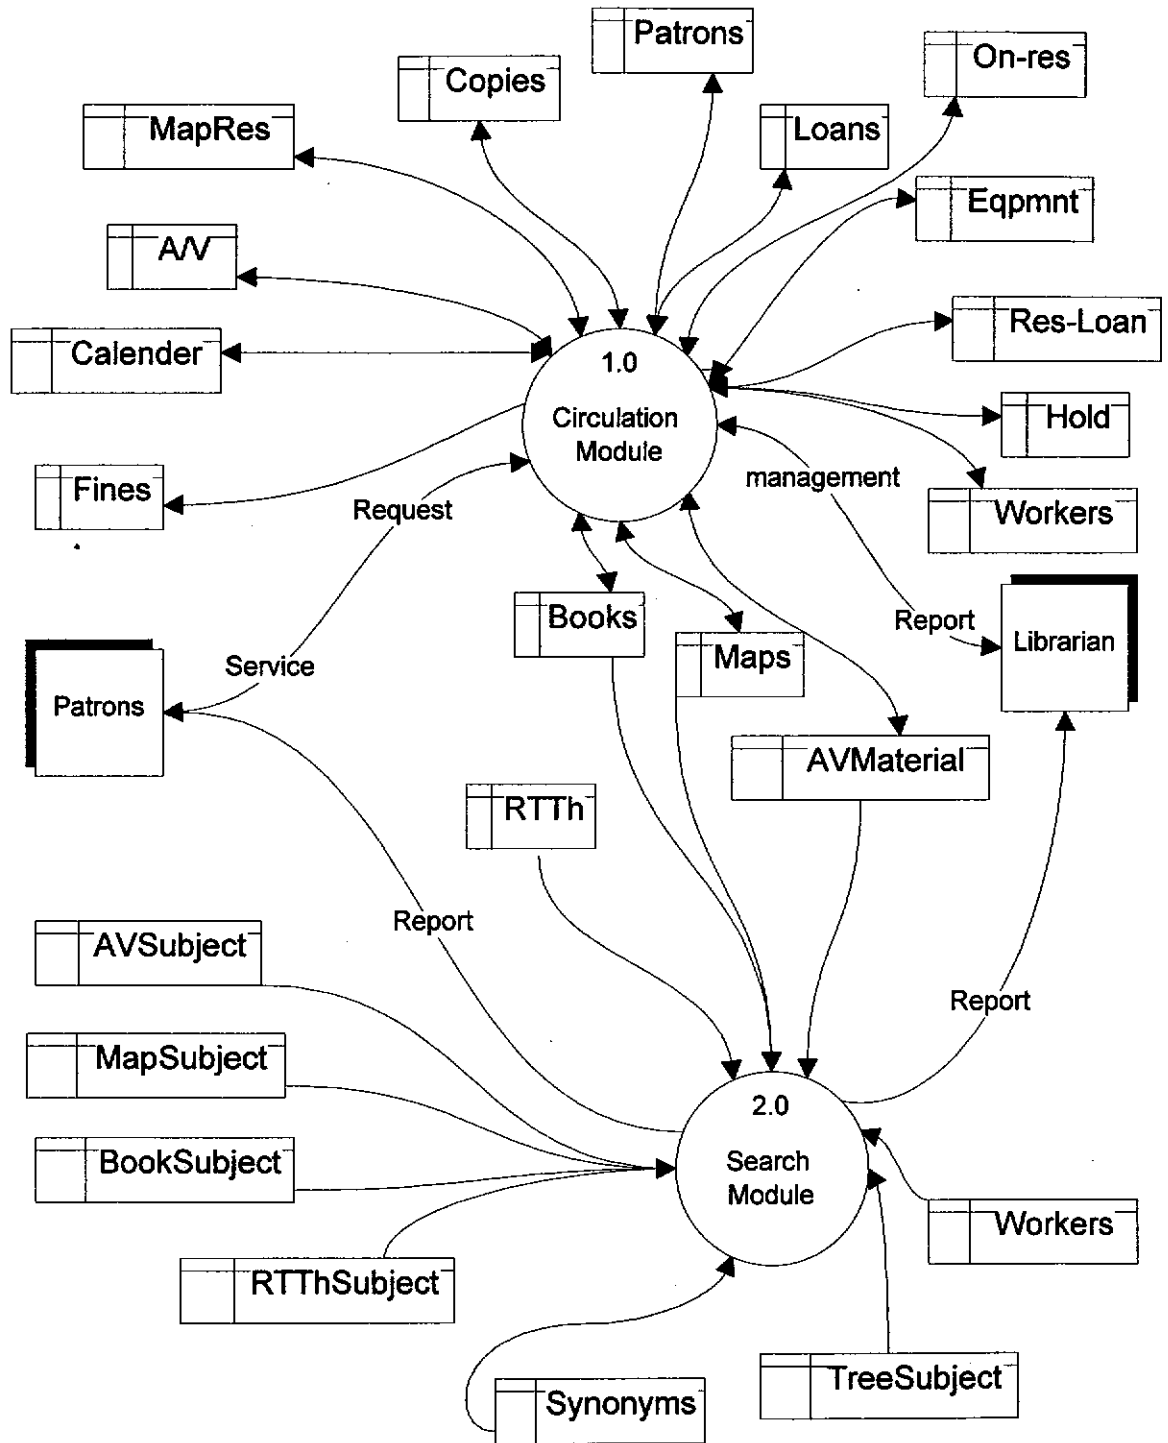 Patrons
On-res
Copies
MapRes
Loans
Eqpmnt
A/V
Res-Loan
Calender
1.0
Circulation
Module
Hold
Fines
management
Request
Workers
Books
Report
Maps
Librarian
Service
Patrons
AVMaterial
RTTh
Report
AVSubject
Report
MapSubject
2.0
BookSubject
Search
Module
Workers
RTThSubject
TreeSubject
Synonyms